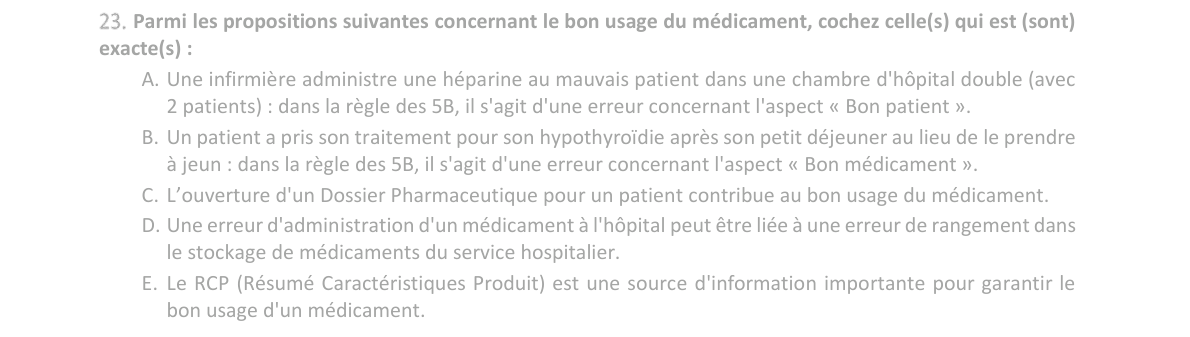 23. Parmi les propositions suivantes concernant le bon usage du médicament, cochez celle(s) qui est (sont)
exacte(s) :
A. Une infirmière administre une héparine au mauvais patient dans une chambre d'hôpital double (avec
2 patients) : dans la règle des 5B, il s'agit d'une erreur concernant l'aspect « Bon patient ».
B. Un patient a pris son traitement pour son hypothyroïdie après son petit déjeuner au lieu de le prendre
à jeun : dans la règle des 5B, il s'agit d'une erreur concernant l'aspect « Bon médicament ».
C. L’ouverture d'un Dossier Pharmaceutique pour un patient contribue au bon usage du médicament.
D. Une erreur d'administration d'un médicament à l'hôpital peut être liée à une erreur de rangement dans
le stockage de médicaments du service hospitalier.
E. Le RCP (Résumé Caractéristiques Produit) est une source d'information importante pour garantir le
bon usage d'un médicament.